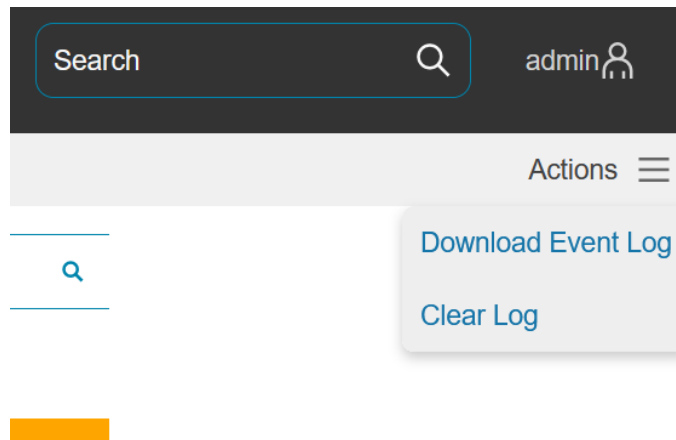 Search
admin
Actions
Download Event Log
Clear Log